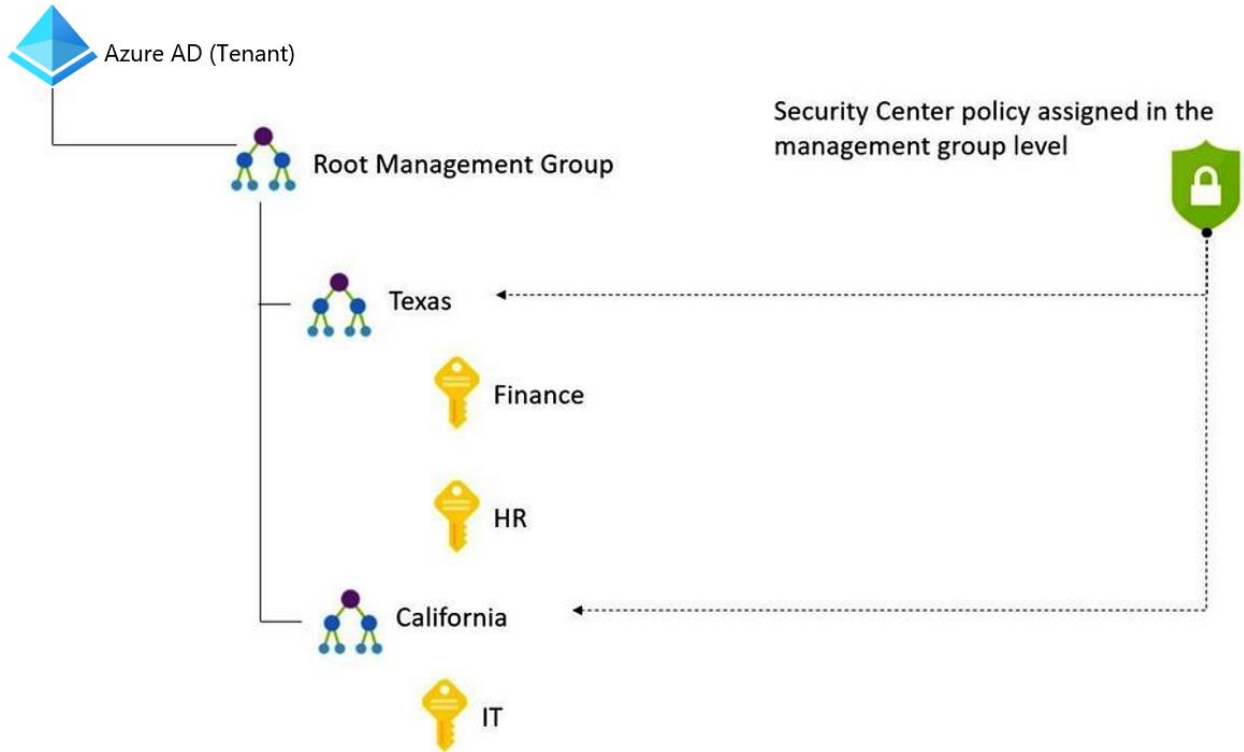 Azure AD (Tenant)
Security Center policy assigned in the
management group level
Root Management Group
Texas
Finance
HR
California
IT